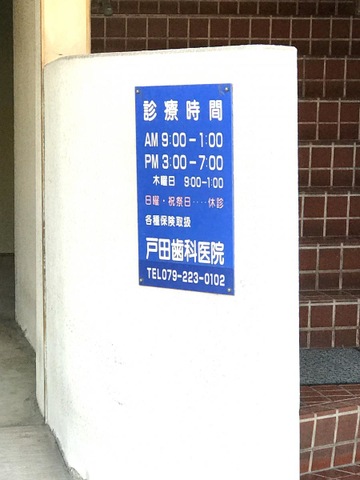 診療時間
AM 9:00-1:00
PM 3:00-7:00
木曜日 9:00-1:00
日曜・祝祭日‥‥休診
各種保険取扱
戸田歯科医院
TEL079-223-0102